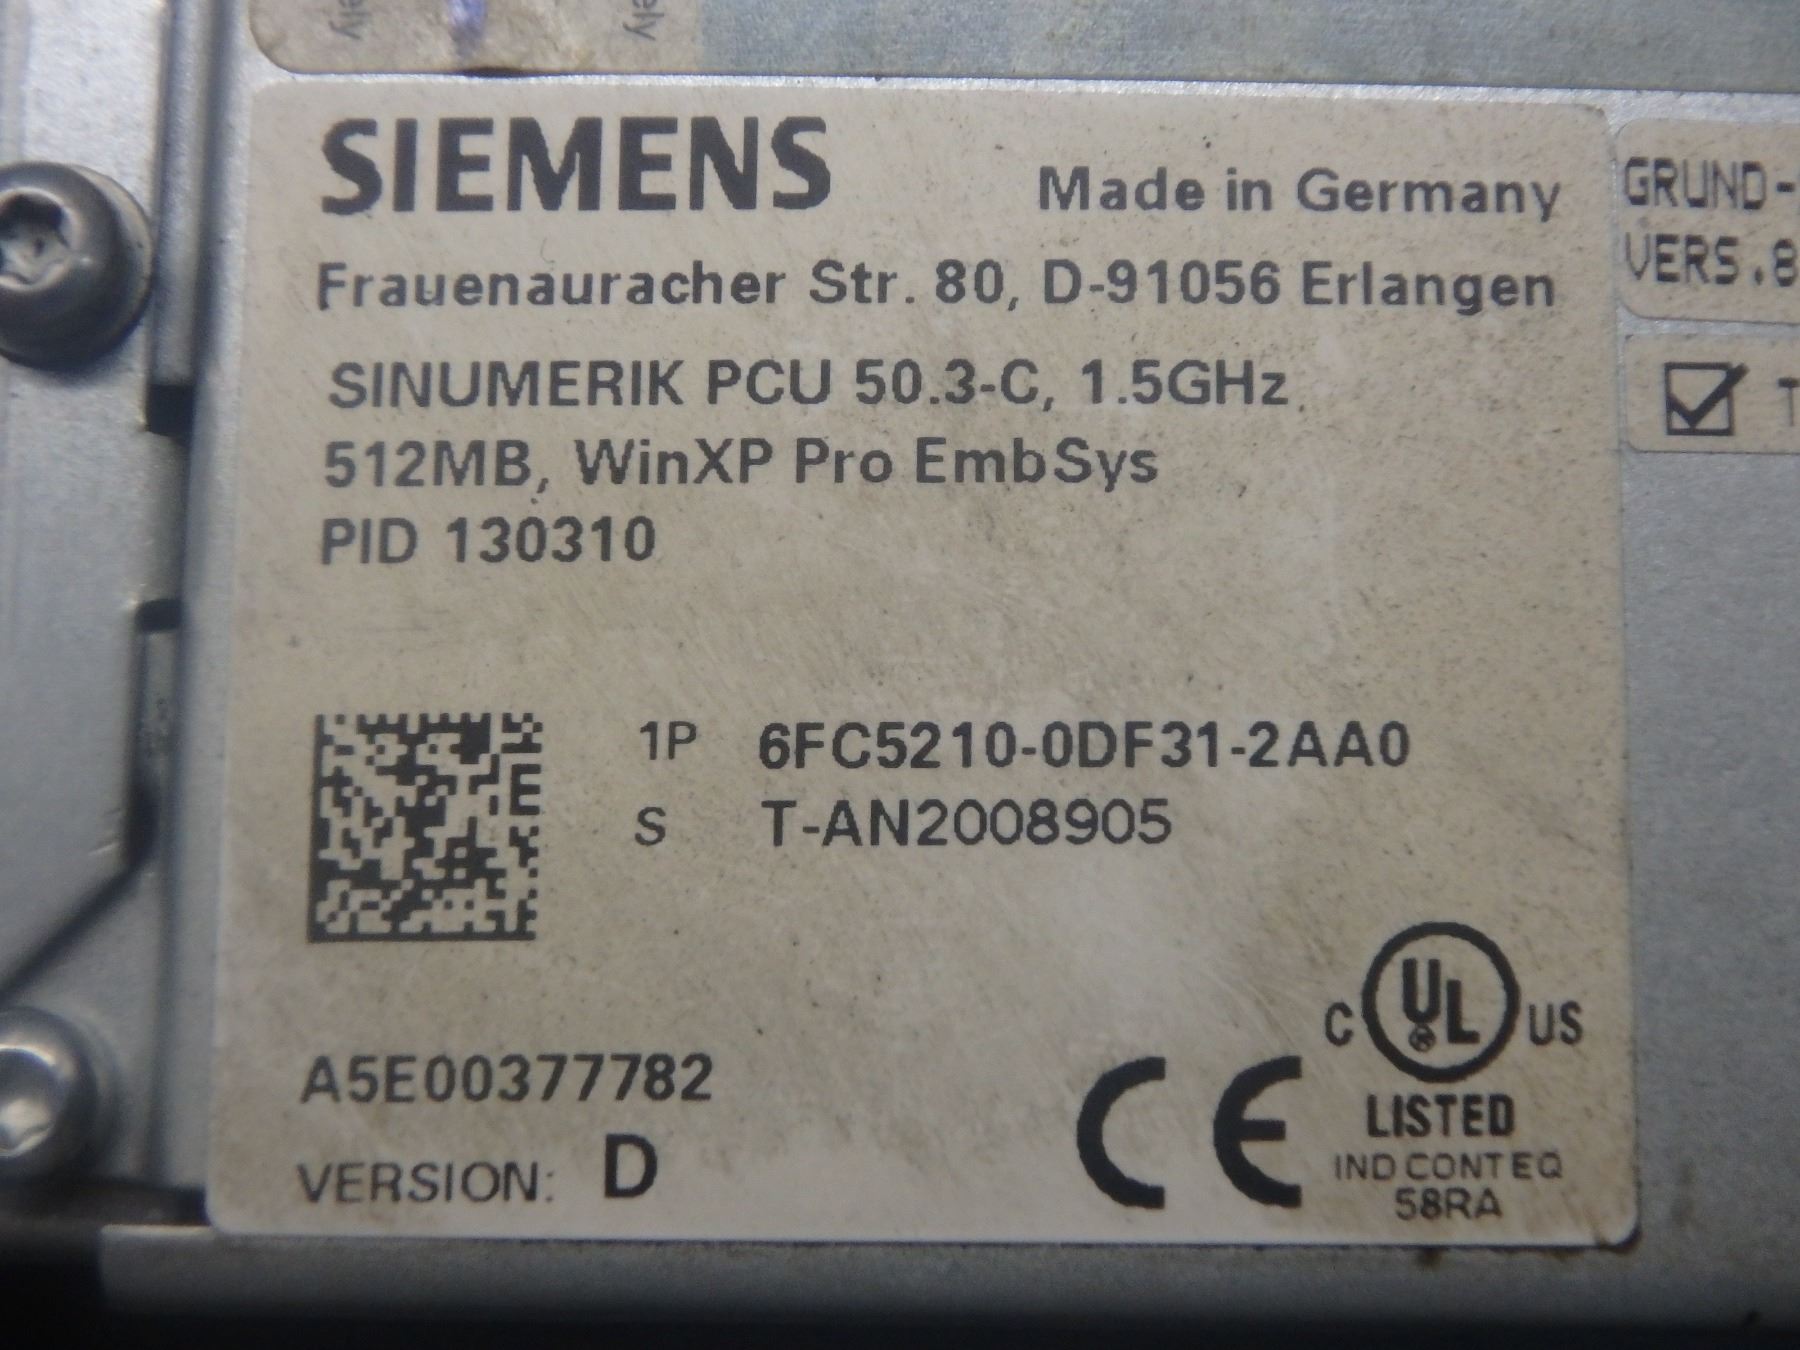 ely
ely
SIEMENS
Made in Germany
Frauenauracher Str. 80, D-91056 Erlangen
SINUMERIK PCU 50.3-C, 1.5GHz
512MB, WinXP Pro EmbSys
PID 130310
1P 6FC5210-0DF31-2AA0
S T-AN2008905
A5E00377782
VERSION: D
CE
C UL ® US
LISTED
IND CONT EQ
58RA
GRUND-
VERS.8
T